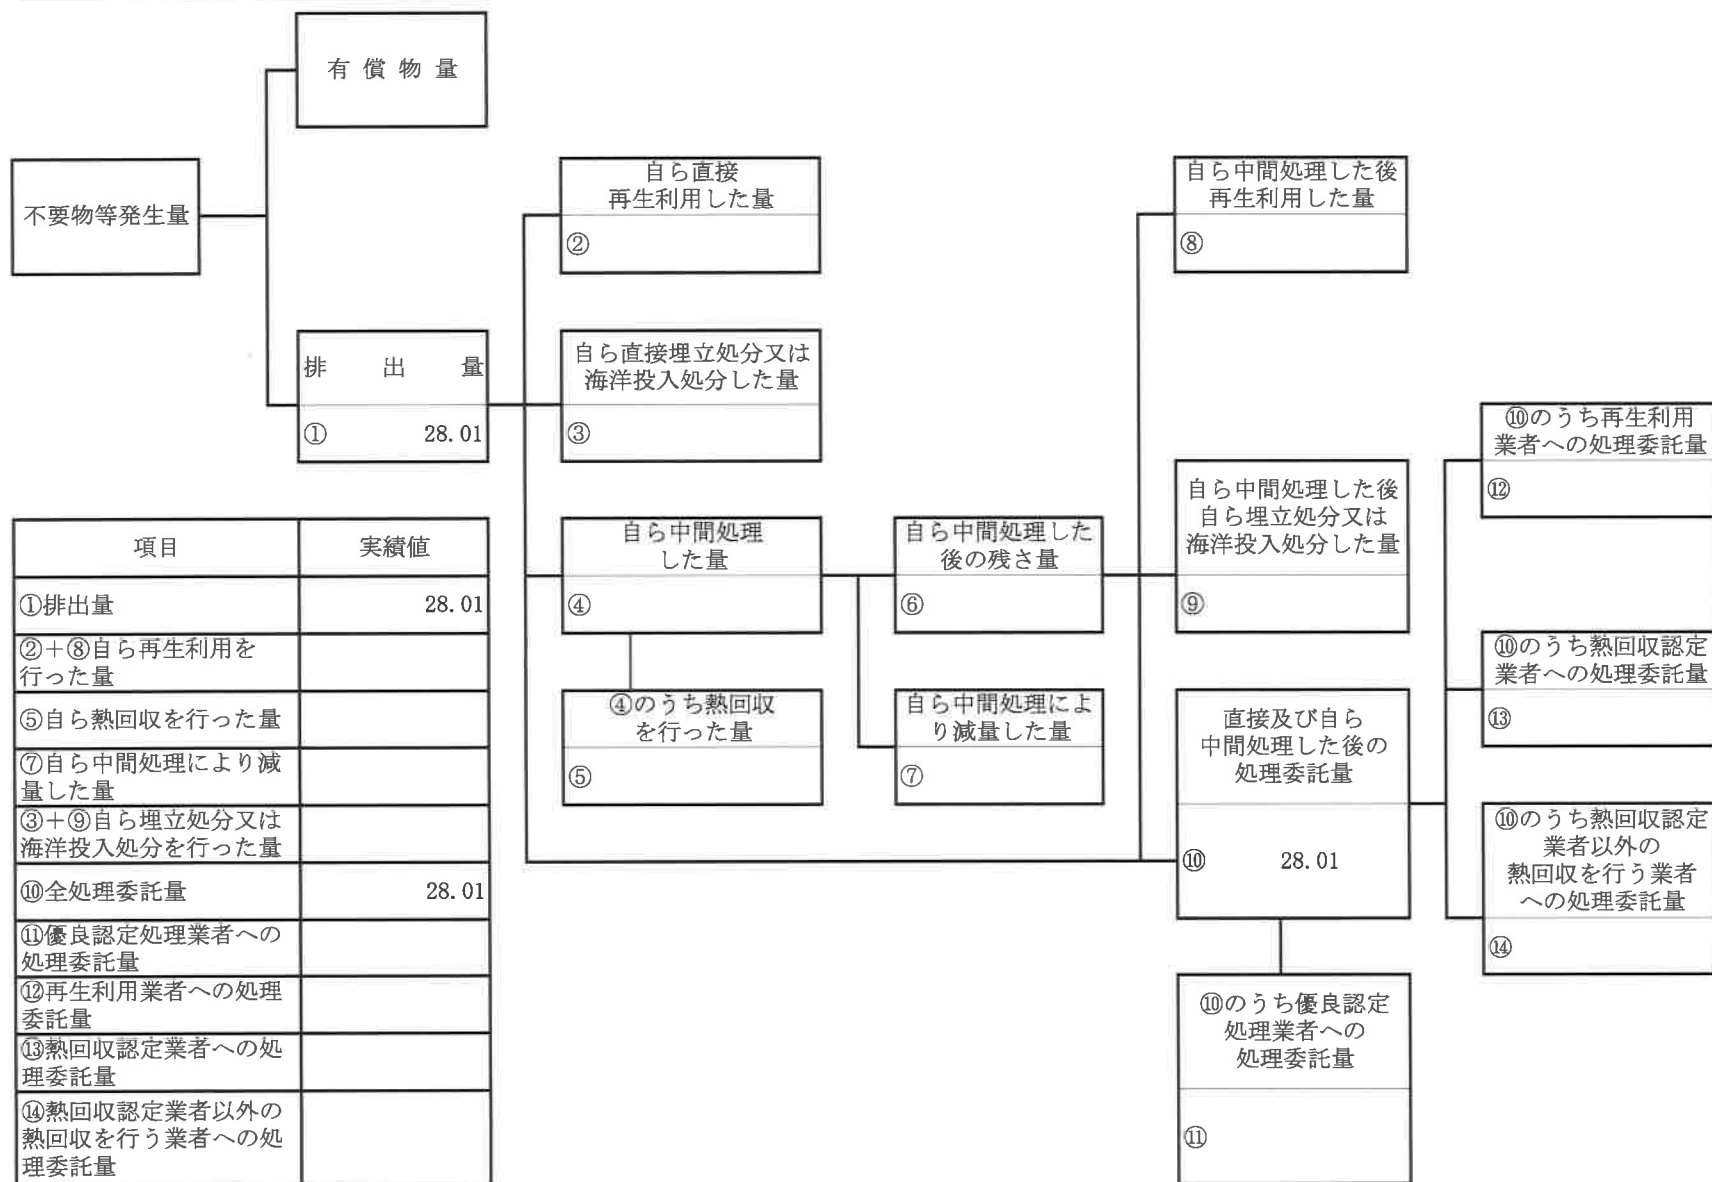 有償物量
不要物等発生量
排出量
① 28.01
自ら直接
再生利用した量
②
自ら直接埋立処分又は
海洋投入処分した量
③
自ら中間処理
した量
④
④のうち熱回収
を行った量
⑤
自ら中間処理した
後の残さ量
⑥
自ら中間処理によ
り減量した量
⑦
自ら中間処理した後
再生利用した量
⑧
自ら中間処理した後
自ら埋立処分又は
海洋投入処分した量
⑨
直接及び自ら
中間処理した後の
処理委託量
⑩ 28.01
⑩のうち優良認定
処理業者への
処理委託量
⑪
⑩のうち再生利用
業者への処理委託量
⑫
⑩のうち熱回収認定
業者への処理委託量
⑬
⑩のうち熱回収認定
業者以外の
熱回収を行う業者
への処理委託量
⑭
項目 実績値
①排出量 28.01
②+⑧自ら再生利用を
行った量
⑤自ら熱回収を行った量
⑦自ら中間処理により減
量した量
③+⑨自ら埋立処分又は
海洋投入処分を行った量
⑩全処理委託量 28.01
⑪優良認定処理業者への
処理委託量
⑫再生利用業者への処理
委託量
⑬熱回収認定業者への処
理委託量
⑭熱回収認定業者以外の
熱回収を行う業者への処
理委託量